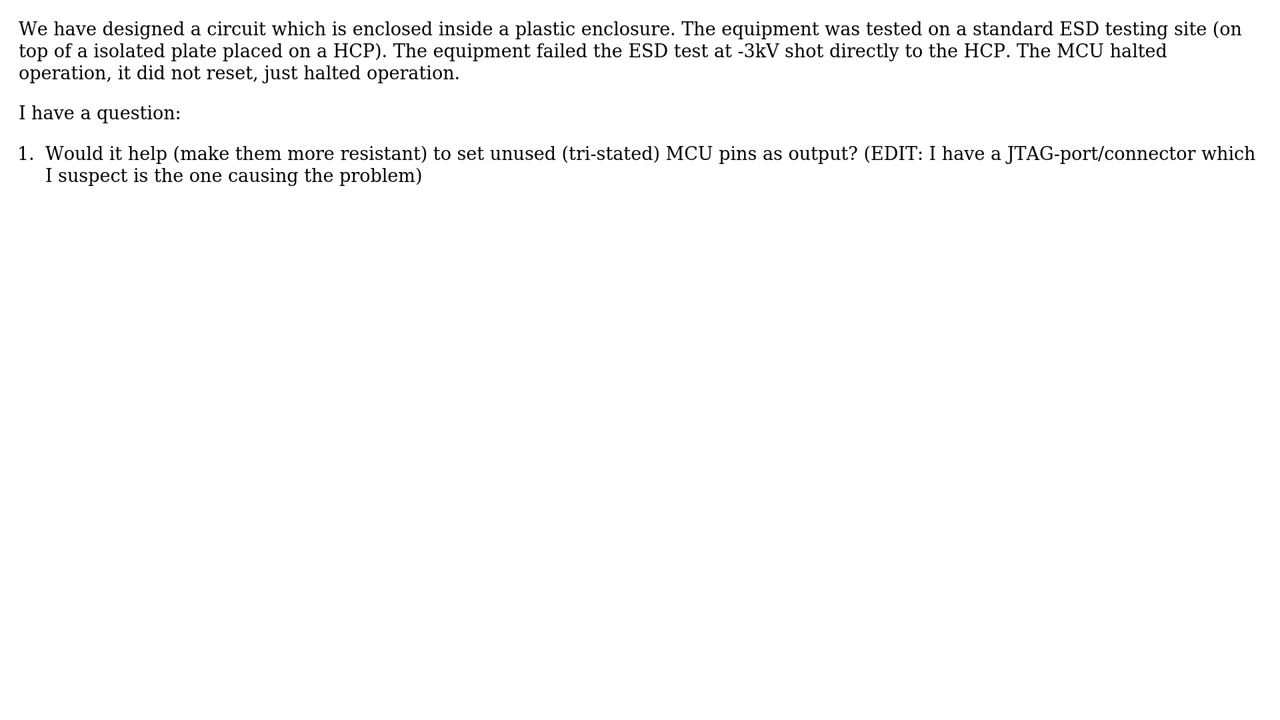 We have designed a circuit which is enclosed inside a plastic enclosure. The equipment was tested on a standard ESD testing site (on
top of a isolated plate placed on a HCP). The equipment failed the ESD test at -3kV shot directly to the HCP. The MCU halted
operation, it did not reset, just halted operation.
I have a question:
1. Would it help (make them more resistant) to set unused (tri-stated) MCU pins as output? (EDIT: I have a JTAG-port/connector which
I suspect is the one causing the problem)